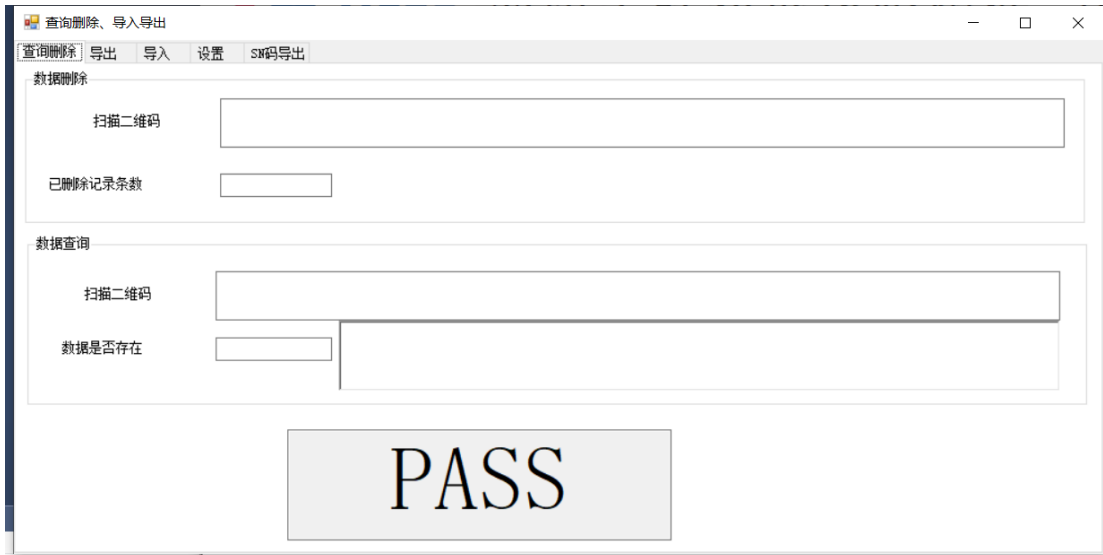 查询删除、导入导出
查询删除 导出 导入 设置 SN码导出
数据删除
扫描二维码
已删除记录条数
数据查询
扫描二维码
数据是否存在
PASS